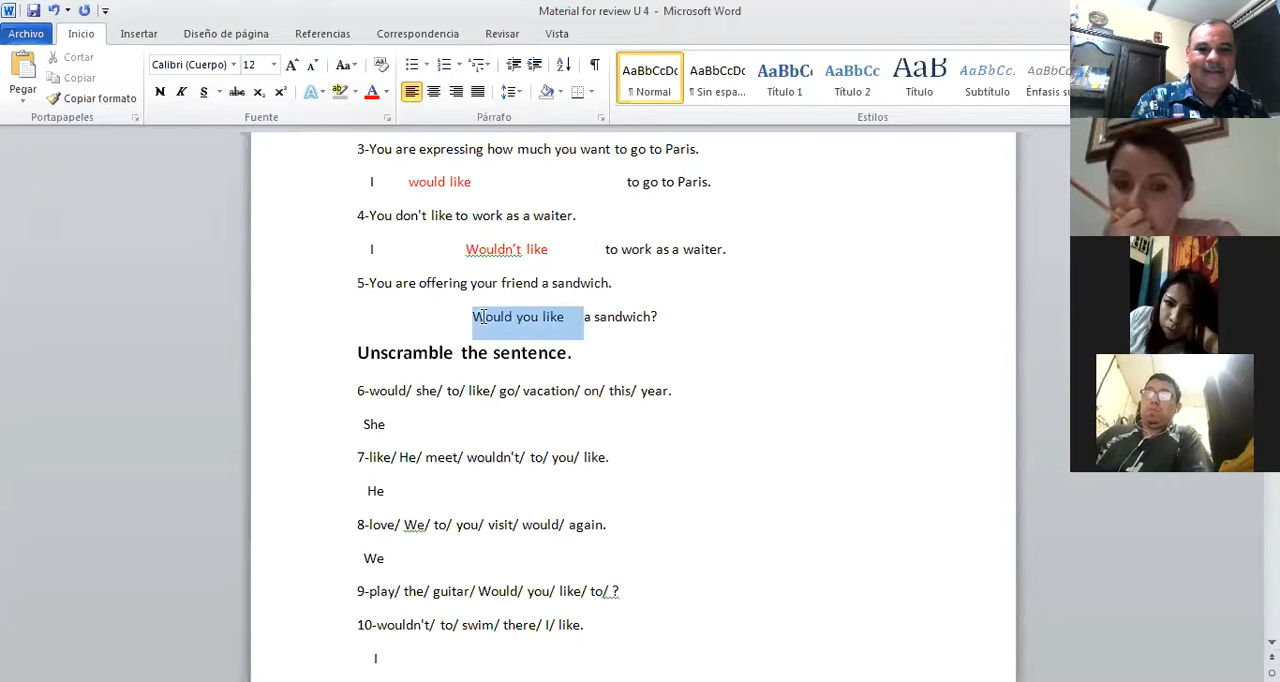 Material for review U 4 - Microsoft Word
Archivo Inicio Insertar Diseño de página Referencias Correspondencia Revisar Vista
Pegar
Cortar
Copiar
Copiar formato
Portapapeles
Calibri (Cuerpo) 12
N K S abc x₂ x²
Fuente
Párrafo
AaBbCcDc AaBbCcDc AaBbC AaBbCc AaB AaBbCc AaBbCc
¶ Normal ¶ Sin espa... Título 1 Título 2 Título Subtítulo Énfasis su
Estilos
3-You are expressing how much you want to go to Paris.
I would like to go to Paris.
4-You don't like to work as a waiter.
I Wouldn't like to work as a waiter.
5-You are offering your friend a sandwich.
Would you like a sandwich?
Unscramble the sentence.
6-would/ she/ to/ like/ go/ vacation/ on/ this/ year.
She
7-like/ He/ meet/ wouldn't/ to/ you/ like.
He
8-love/ We/ to/ you/ visit/ would/ again.
We
9-play/ the/ guitar/ Would/ you/ like/ to/ ?
10-wouldn't/ to/ swim/ there/ I/ like.
I